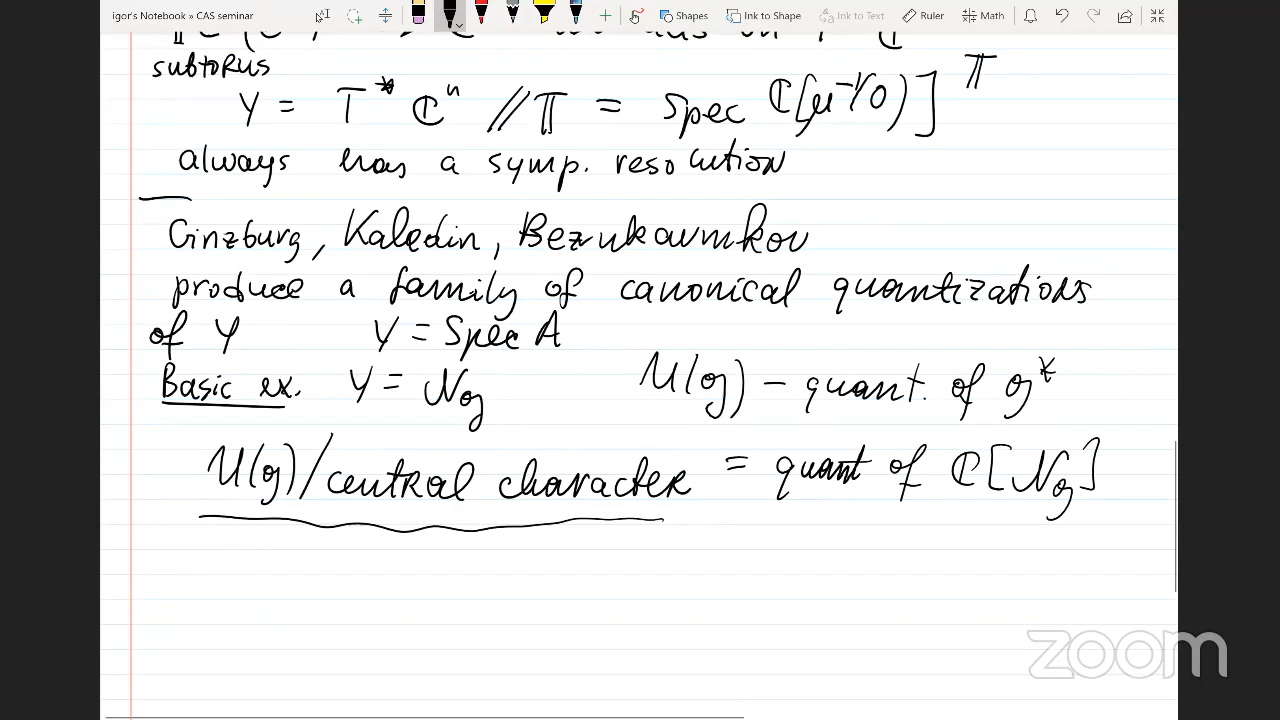 igor's Notebook » CAS seminar
Shapes
Ink to Shape
Ink to Text
Ruler
Math
subtorus
Y = T* ℂⁿ // 𝕋 = Spec ℂ[μ⁻¹(0)]^𝕋
always has a symp. resolution
Ginzburg, Kaledin, Bezrukavnikov
produce a family of canonical quantizations
of Y Y = Spec A
Basic ex. Y = 𝒩_𝔤 U(𝔤) – quant. of 𝔤*
U(𝔤)/central character = quant of ℂ[𝒩_𝔤]
zoom